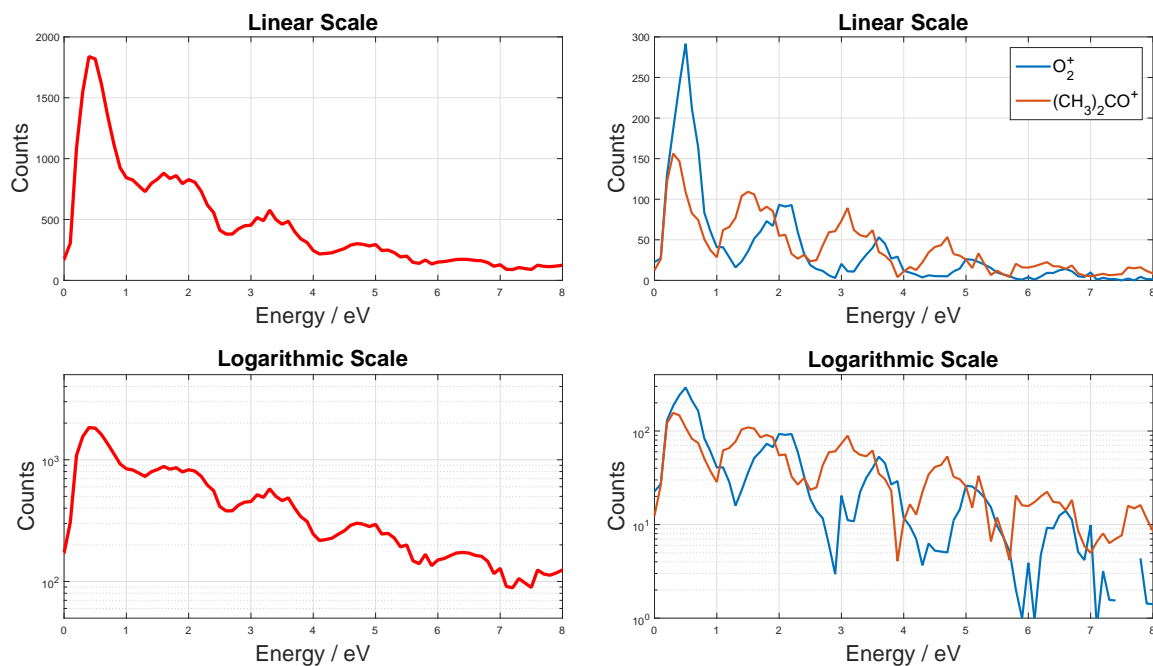 Linear Scale
2000
1500
1000
500
0
Counts
0 1 2 3 4 5 6 7 8
Energy / eV
Linear Scale
300
250
200
150
100
50
0
Counts
O₂⁺
(CH₃)₂CO⁺
0 1 2 3 4 5 6 7 8
Energy / eV
Logarithmic Scale
10³
10²
Counts
0 1 2 3 4 5 6 7 8
Energy / eV
Logarithmic Scale
10²
10¹
10⁰
Counts
0 1 2 3 4 5 6 7 8
Energy / eV